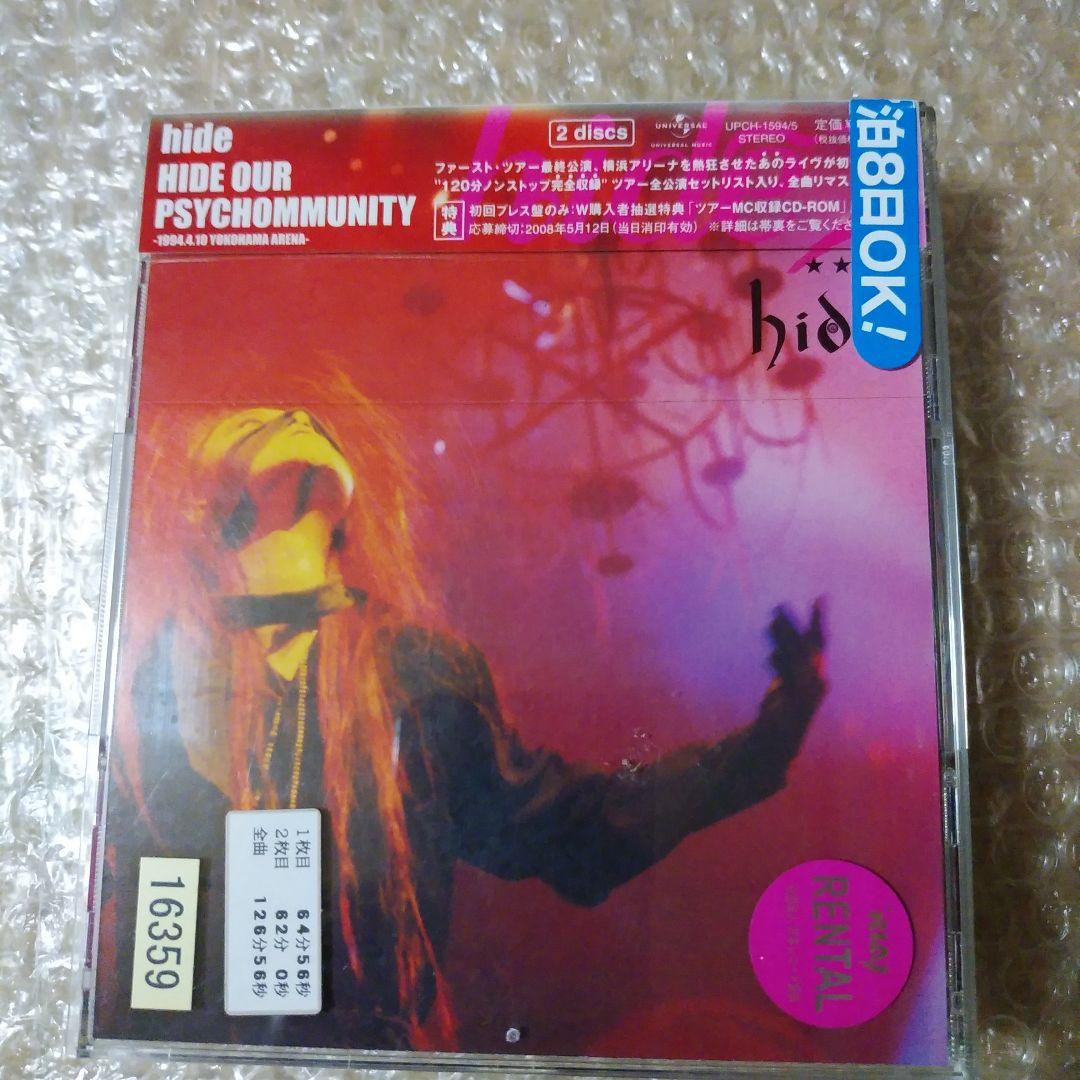 hide
HIDE OUR
PSYCHOMMUNITY
-1994.4.10 YOKOHAMA ARENA-
2 discs
UNIVERSAL
UNIVERSAL MUSIC
UPCH-1594/5
STEREO
定価
(税抜価
ファースト・ツアー最終公演、横浜アリーナを熱狂させたあのライヴが初
"120分ノンストップ完全収録" ツアー全公演セットリスト入り、全曲リマス
特典
初回プレス盤のみ:W購入者抽選特典「ツアーMC収録CD-ROM」
応募締切:2008年5月12日(当日消印有効) ※詳細は帯裏をご覧くださ
泊8日OK!
hid
1枚目 64分56秒
2枚目 62分 0秒
全曲 126分56秒
16359
RENTAL